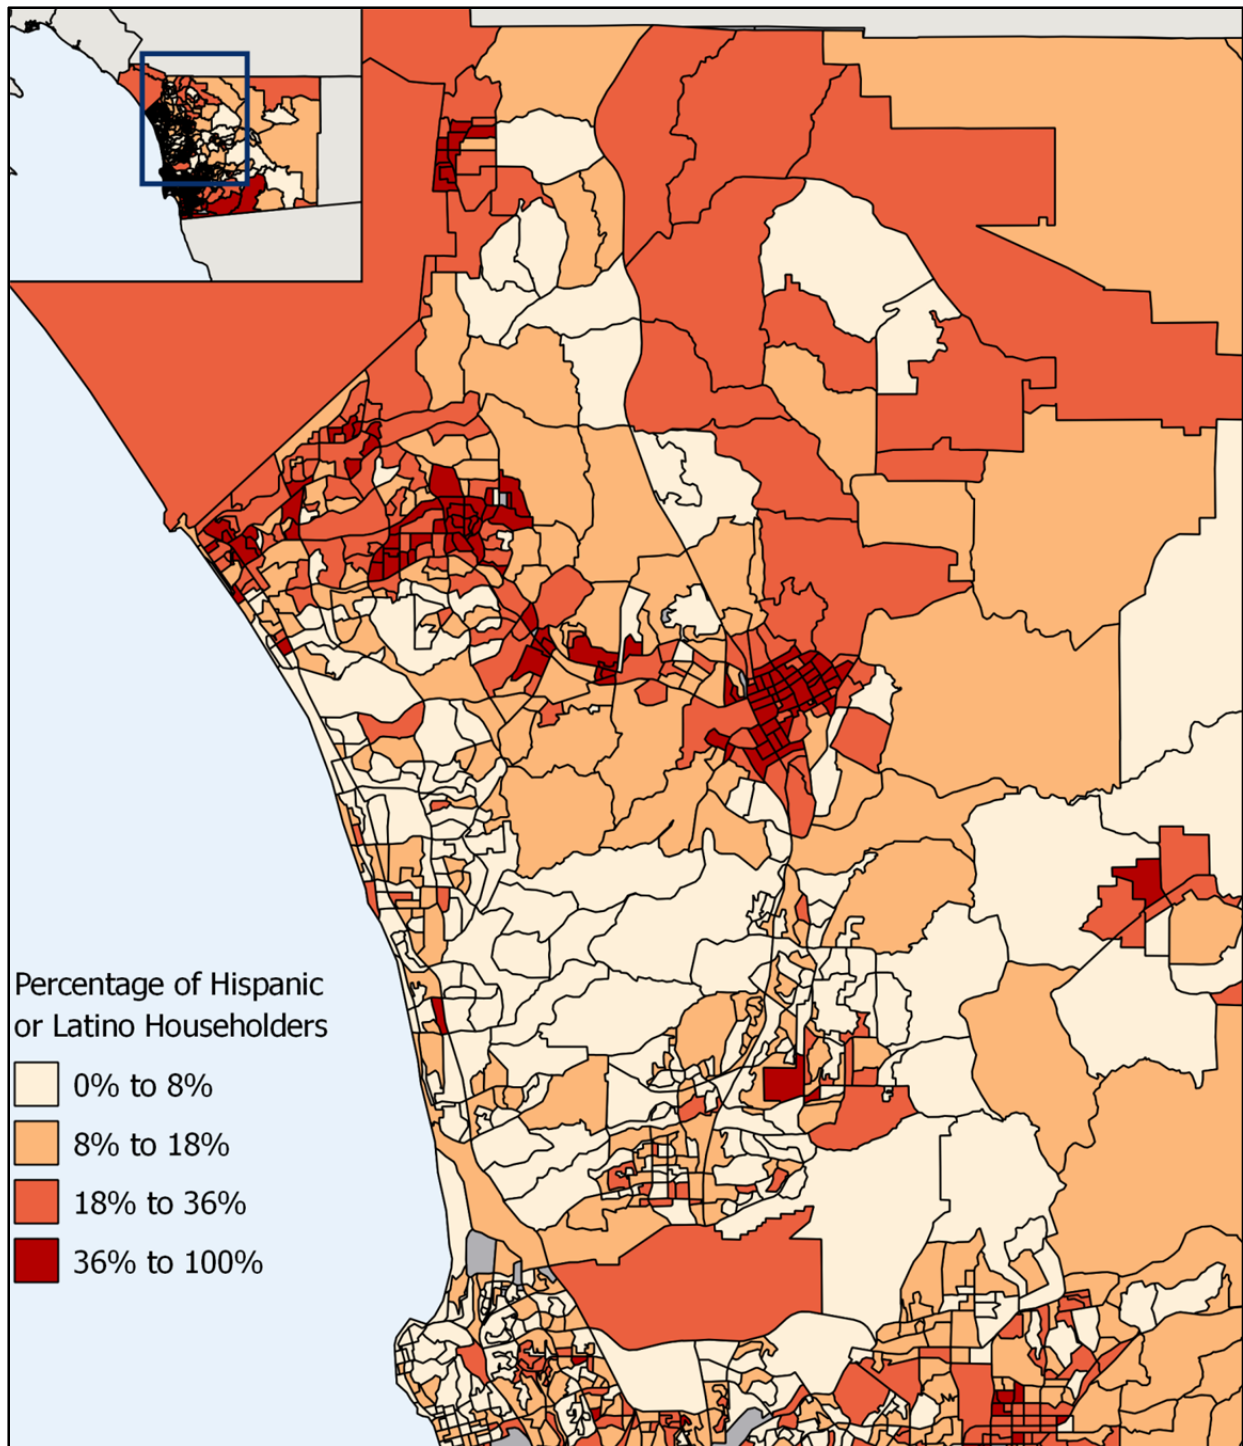 Percentage of Hispanic
or Latino Householders
0% to 8%
8% to 18%
18% to 36%
36% to 100%